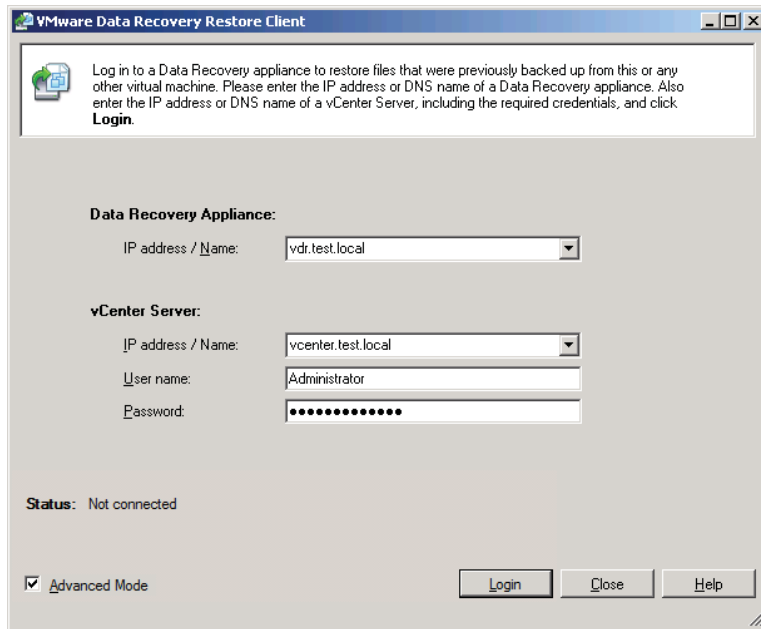 VMware Data Recovery Restore Client
Log in to a Data Recovery appliance to restore files that were previously backed up from this or any
other virtual machine. Please enter the IP address or DNS name of a Data Recovery appliance. Also
enter the IP address or DNS name of a vCenter Server, including the required credentials, and click
Login.
Data Recovery Appliance:
IP address / Name: vdr.test.local
vCenter Server:
IP address / Name: vcenter.test.local
User name: Administrator
Password: ●●●●●●●●●●●●●
Status: Not connected
Advanced Mode Login Close Help